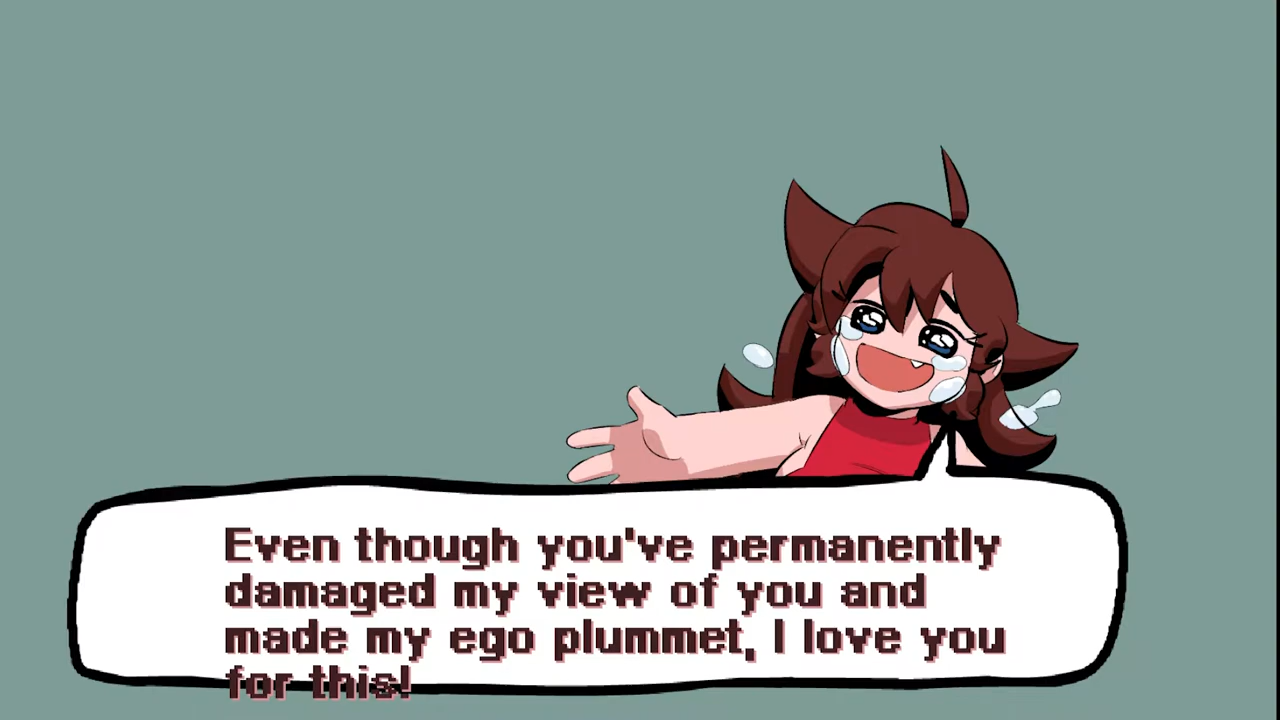 Even though you've permanently
damaged my view of you and
made my ego plummet, I love you
for this!